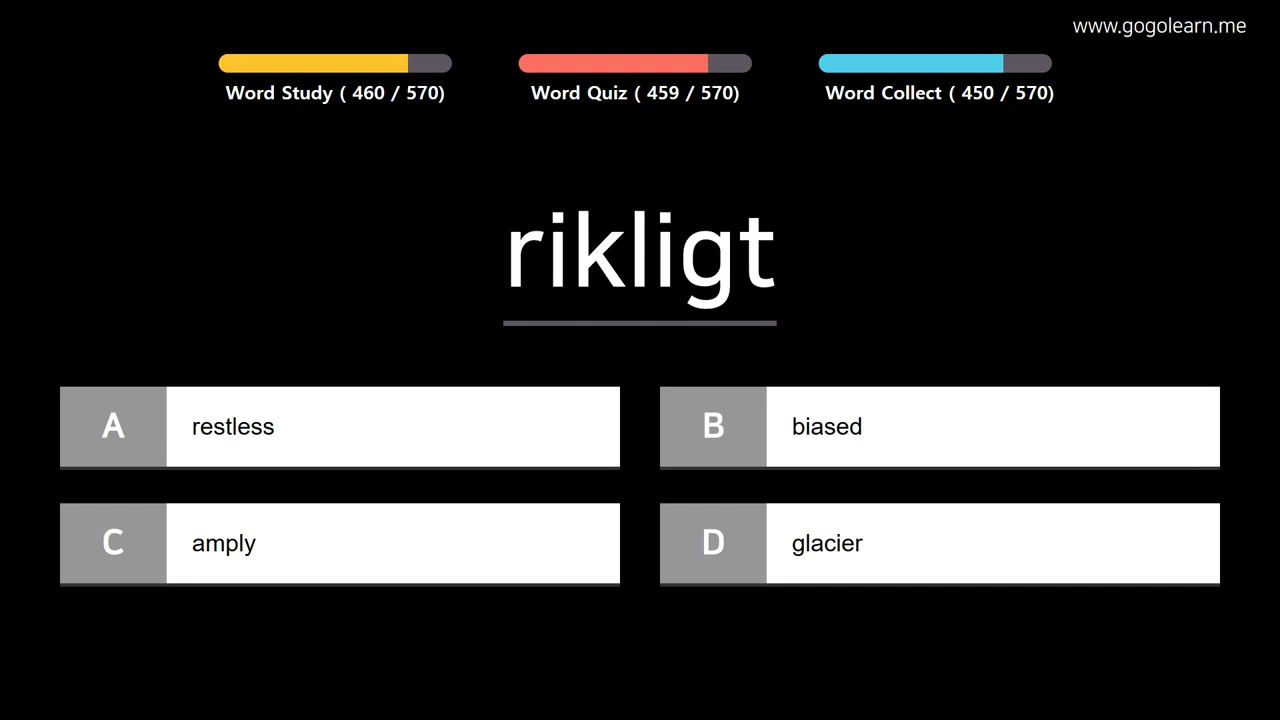 www.gogolearn.me
Word Study ( 460 / 570)
Word Quiz ( 459 / 570)
Word Collect ( 450 / 570)
rikligt
A restless
B biased
C amply
D glacier